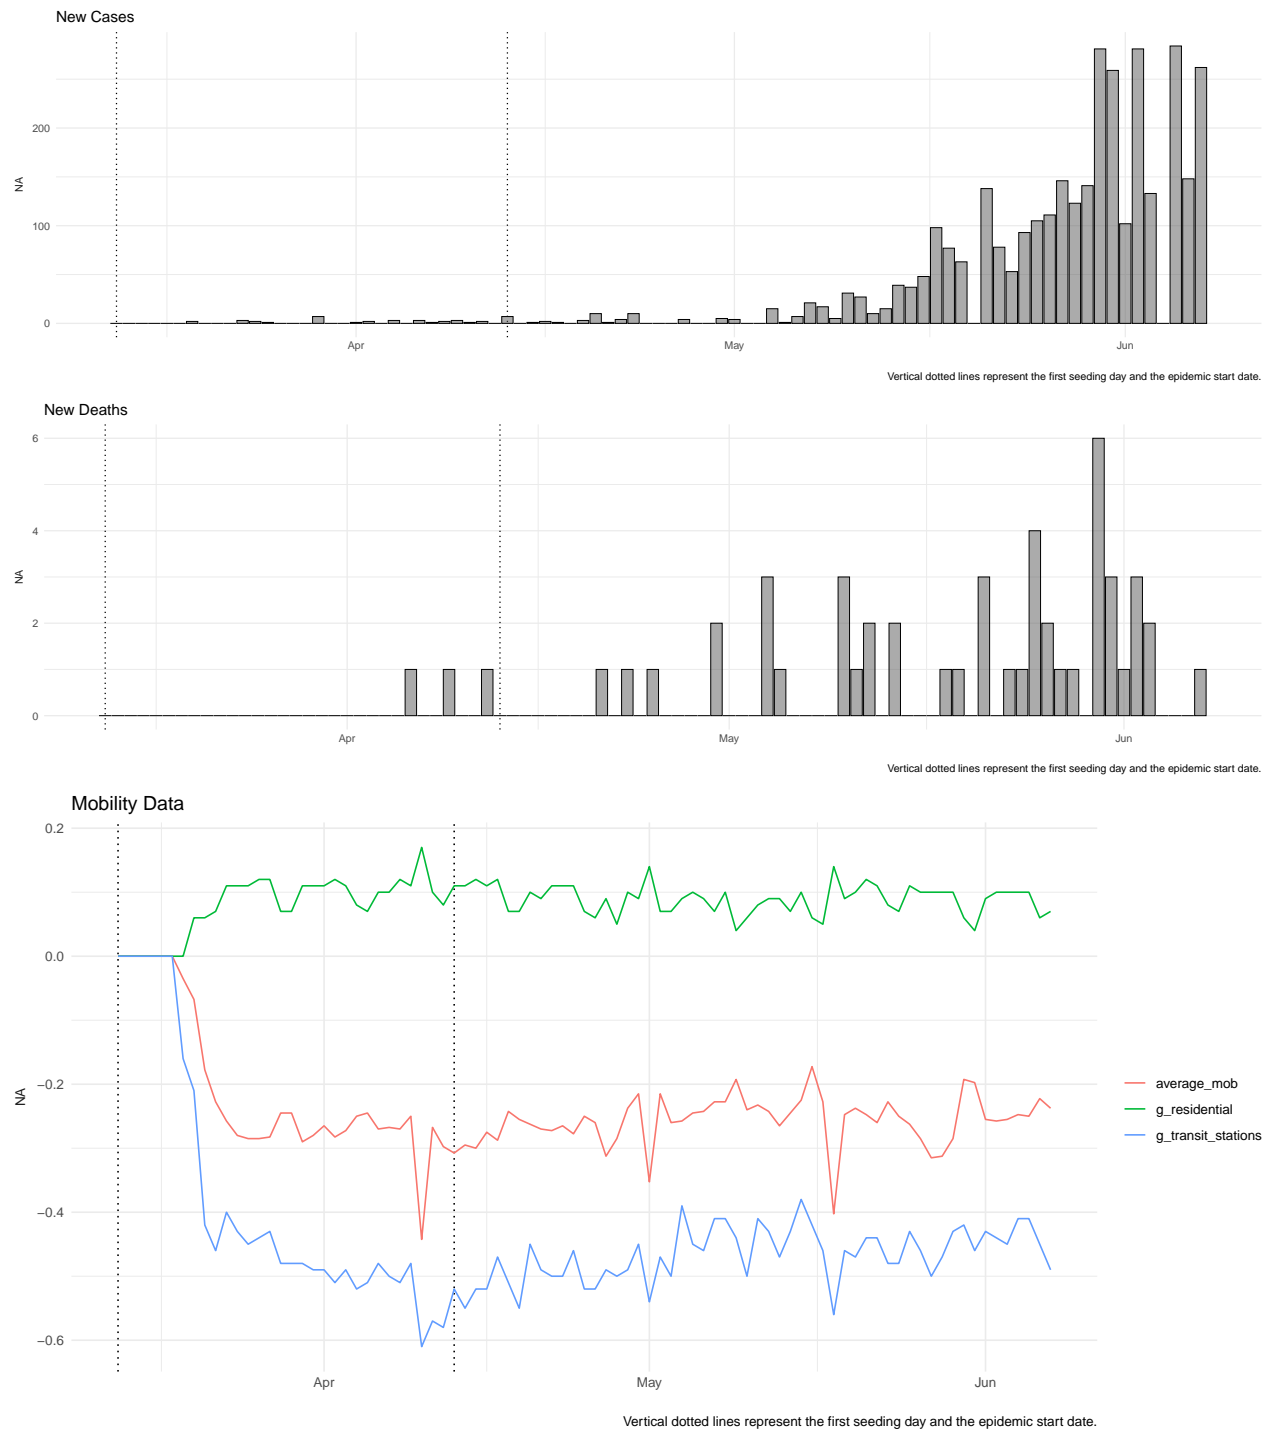 New Cases
NA
200
100
0
Apr
May
Jun
Vertical dotted lines represent the first seeding day and the epidemic start date.
New Deaths
NA
6
4
2
0
Apr
May
Jun
Vertical dotted lines represent the first seeding day and the epidemic start date.
Mobility Data
NA
0.2
0.0
−0.2
−0.4
−0.6
Apr
May
Jun
average_mob
g_residential
g_transit_stations
Vertical dotted lines represent the first seeding day and the epidemic start date.